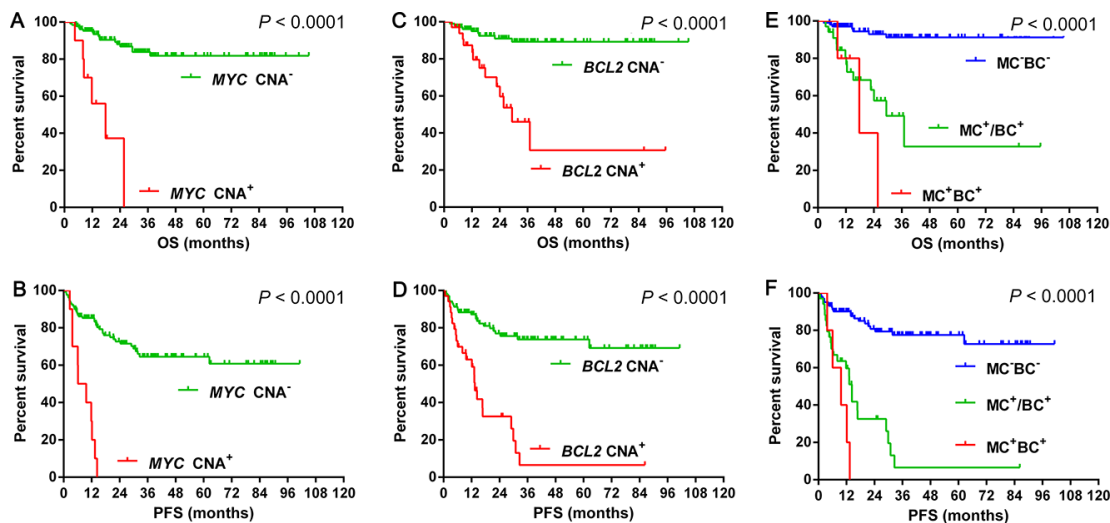 A
P < 0.0001
Percent survival
100
80
60
40
20
0
MYC CNA-
MYC CNA+
0 12 24 36 48 60 72 84 96 108 120
OS (months)
C
P < 0.0001
Percent survival
100
80
60
40
20
0
BCL2 CNA-
BCL2 CNA+
0 12 24 36 48 60 72 84 96 108 120
OS (months)
E
P < 0.0001
Percent survival
100
80
60
40
20
0
MC-BC-
MC+/BC+
MC+BC+
0 12 24 36 48 60 72 84 96 108 120
OS (months)
B
P < 0.0001
Percent survival
100
80
60
40
20
0
MYC CNA-
MYC CNA+
0 12 24 36 48 60 72 84 96 108 120
PFS (months)
D
P < 0.0001
Percent survival
100
80
60
40
20
0
BCL2 CNA-
BCL2 CNA+
0 12 24 36 48 60 72 84 96 108 120
PFS (months)
F
P < 0.0001
Percent survival
100
80
60
40
20
0
MC-BC-
MC+/BC+
MC+BC+
0 12 24 36 48 60 72 84 96 108 120
PFS (months)